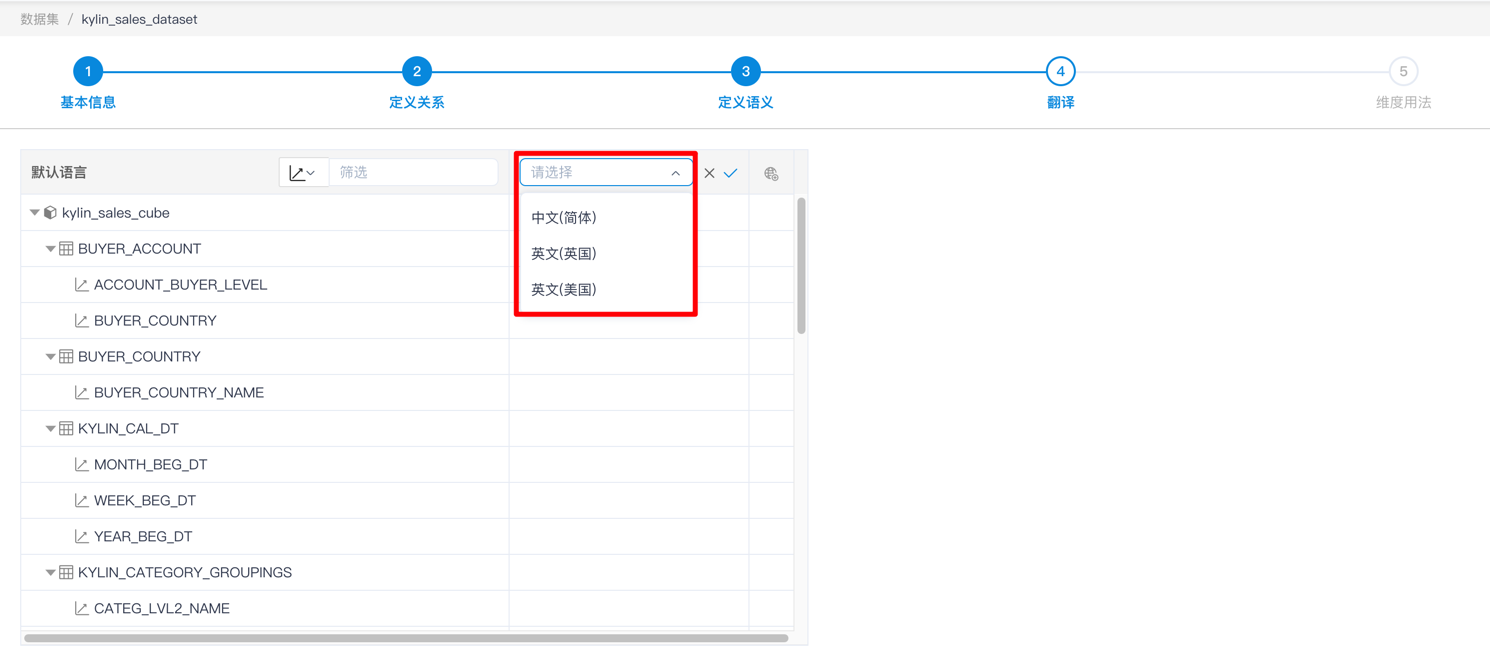 数据集 / kylin_sales_dataset
1 2 3 4 5
基本信息 定义关系 定义语义 翻译 维度用法
默认语言 筛选 请选择
kylin_sales_cube
中文(简体)
BUYER_ACCOUNT
英文(英国)
ACCOUNT_BUYER_LEVEL
英文(美国)
BUYER_COUNTRY
BUYER_COUNTRY
BUYER_COUNTRY_NAME
KYLIN_CAL_DT
MONTH_BEG_DT
WEEK_BEG_DT
YEAR_BEG_DT
KYLIN_CATEGORY_GROUPINGS
CATEG_LVL2_NAME